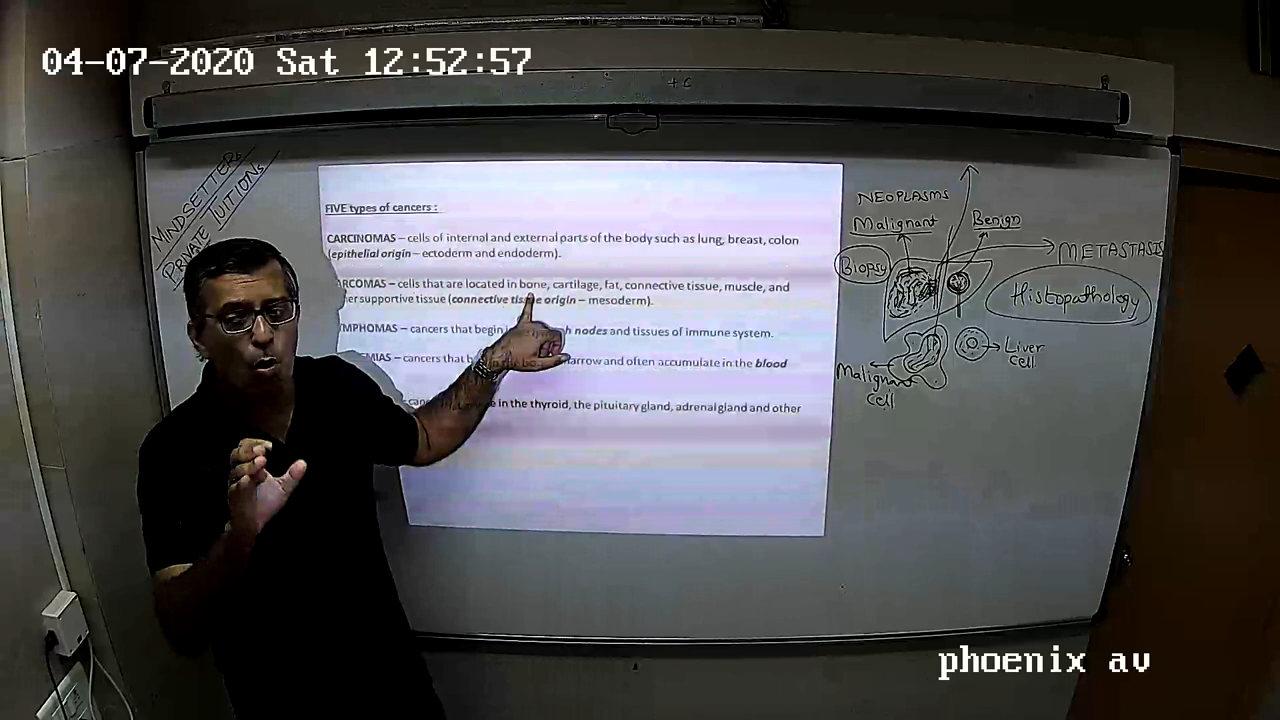 04-07-2020 Sat 12:52:57
MINDSETTERS
PRIVATE TUITIONS
FIVE types of cancers :
CARCINOMAS – cells of internal and external parts of the body such as lung, breast, colon
(epithelial origin – ectoderm and endoderm).
ARCOMAS – cells that are located in bone, cartilage, fat, connective tissue, muscle, and
er supportive tissue (connective tissue origin – mesoderm).
MPHOMAS – cancers that begin in nodes and tissues of immune system.
MIAS – cancers that marrow and often accumulate in the blood
in the thyroid, the pituitary gland, adrenal gland and other
NEOPLASMS
Malignant
Benign
METASTASIS
Biopsy
Histopathology
Liver
cell
Malignant
cell
phoenix av